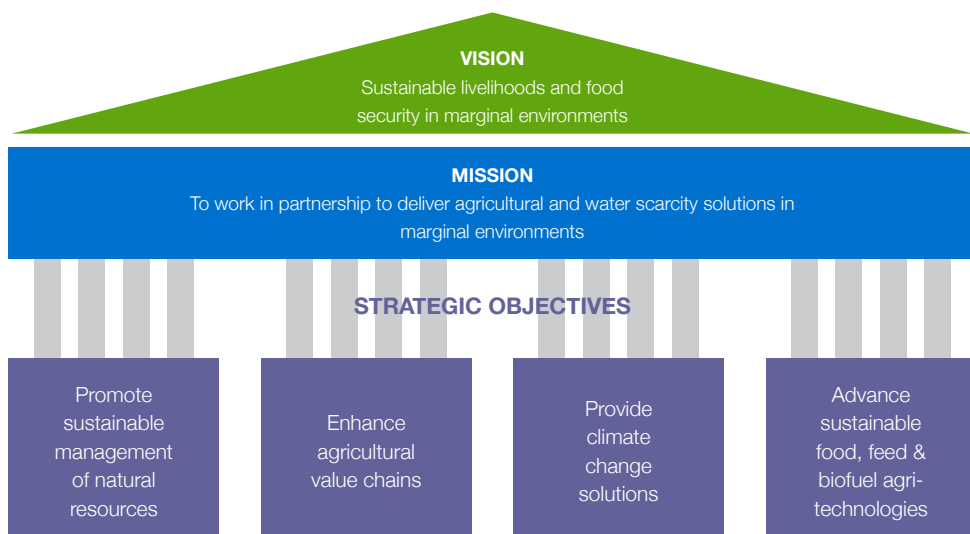 VISION
Sustainable livelihoods and food
security in marginal environments
MISSION
To work in partnership to deliver agricultural and water scarcity solutions in
marginal environments
STRATEGIC OBJECTIVES
Promote
sustainable
management
of natural
resources
Enhance
agricultural
value chains
Provide
climate
change
solutions
Advance
sustainable
food, feed &
biofuel agri-
technologies